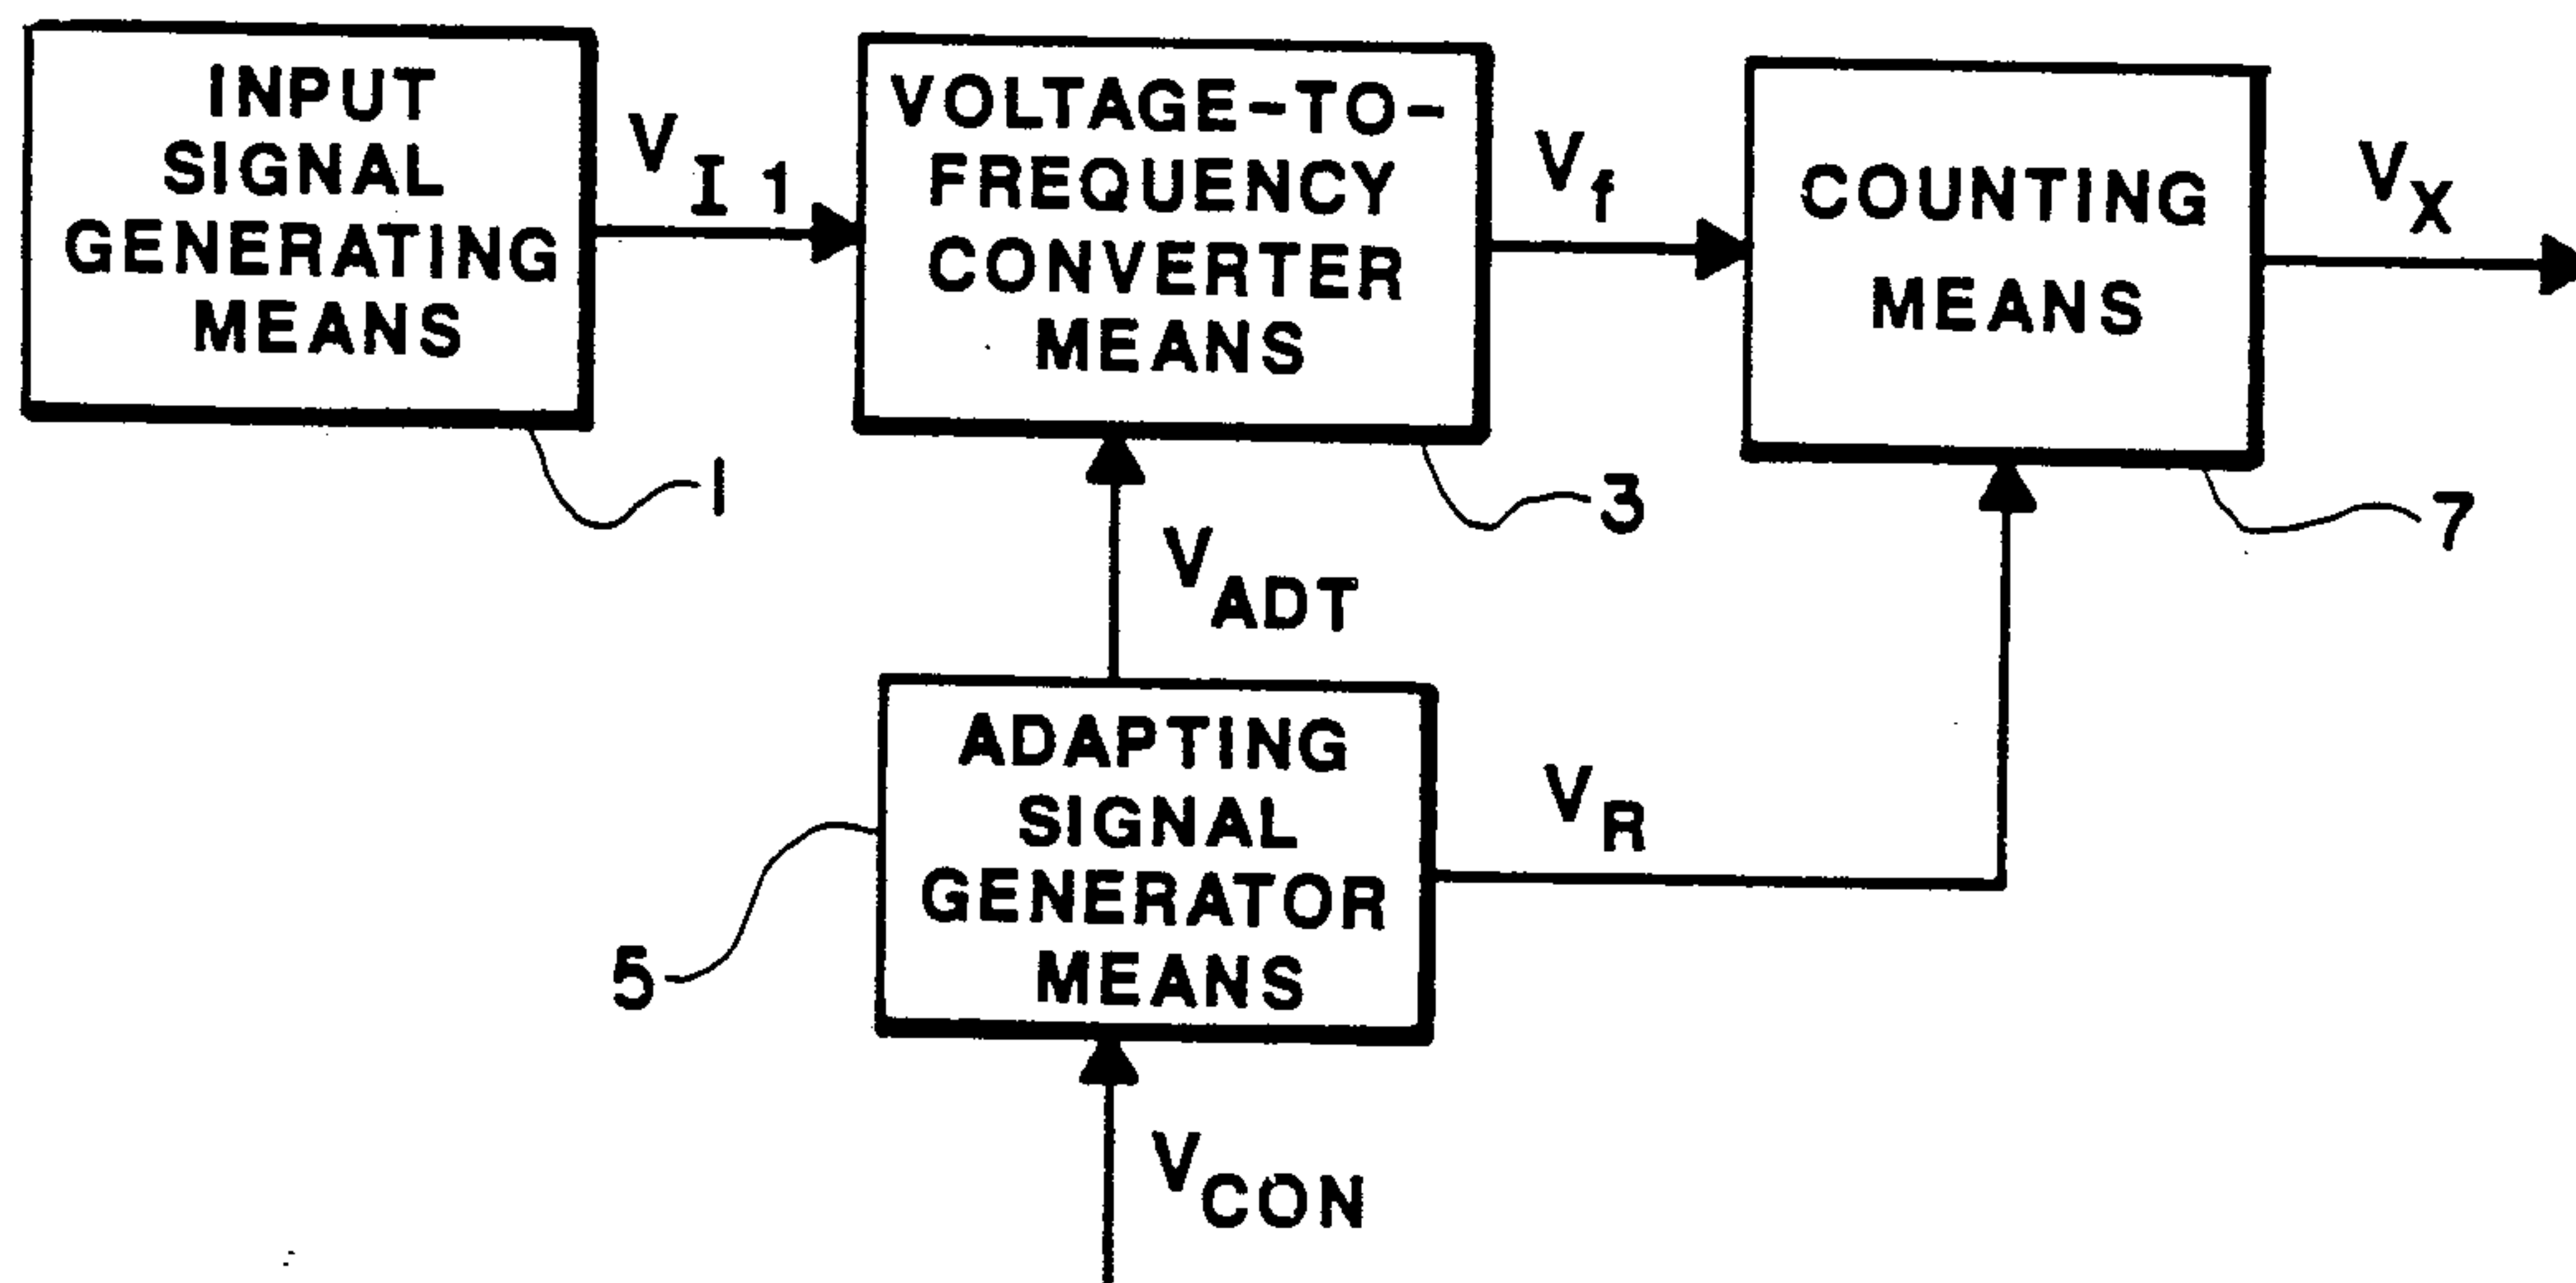 INPUT
SIGNAL
GENERATING
MEANS
V I 1
VOLTAGE-TO-
FREQUENCY
CONVERTER
MEANS
V f
COUNTING
MEANS
V X
1
3
7
V ADT
ADAPTING
SIGNAL
GENERATOR
MEANS
V R
5
V CON